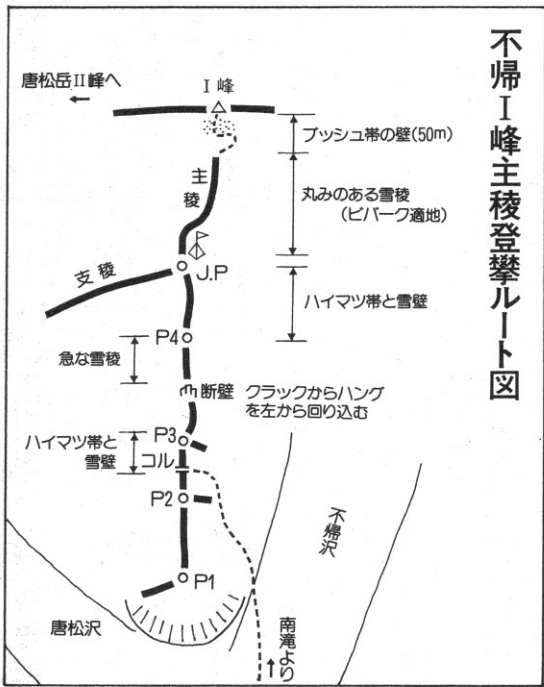 不帰Ⅰ峰主稜登攀ルート図
唐松岳Ⅱ峰へ
←
Ⅰ峰
ブッシュ帯の壁(50m)
主稜
丸みのある雪稜
(ビバーク適地)
支稜
J.P
ハイマツ帯と雪壁
P4
急な雪稜
断壁
クラックからハング
を左から回り込む
P3
ハイマツ帯と
雪壁
コル
P2
不帰沢
P1
唐松沢
南滝より
↑